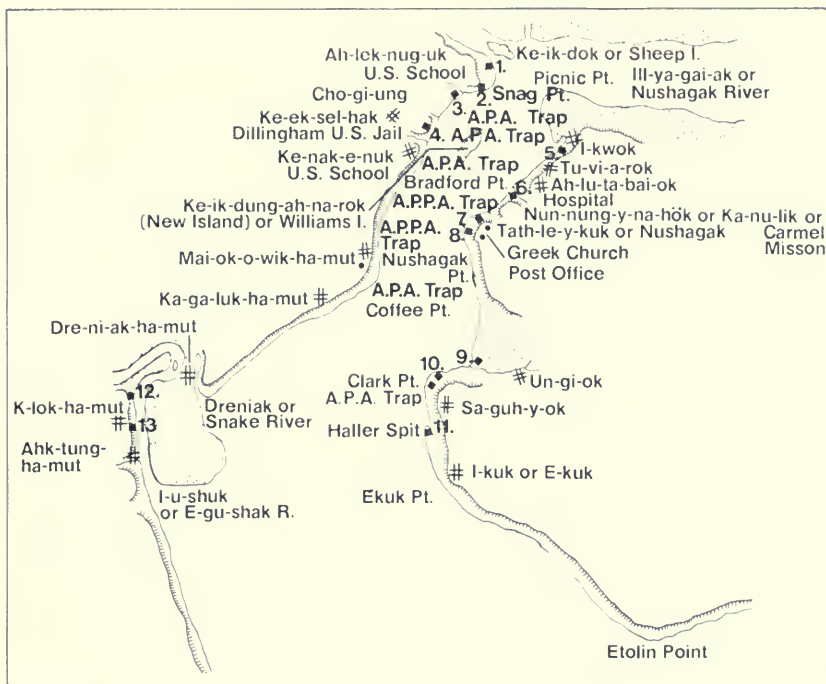 Ah-lek-nug-uk
U.S. School
Cho-gi-ung
Ke-ek-sel-hak
Dillingham U.S. Jail
Ke-nak-e-nuk
U.S. School
1.
Ke-ik-dok or Sheep I.
Picnic Pt.
Ill-ya-gai-ak or
Nushagak River
2. Snag Pt.
3.
A.P.A. Trap
4. A.P.A. Trap
A.P.A. Trap
Bradford Pt.
5.
I-kwok
Tu-vi-a-rok
6.
Ah-lu-ta-bai-ok
Hospital
Ke-ik-dung-ah-na-rok
(New Island) or Williams I.
A.P.P.A. Trap
7.
Nun-nung-y-na-hök or Ka-nu-lik or
Carmel
Misson
8.
Tath-le-y-kuk or Nushagak
Greek Church
Post Office
A.P.P.A.
Trap
Nushagak
Pt.
Mai-ok-o-wik-ha-mut
Ka-ga-luk-ha-mut
A.P.A. Trap
Coffee Pt.
Dre-ni-ak-ha-mut
9.
10.
Clark Pt.
A.P.A. Trap
Un-gi-ok
Sa-guh-y-ok
12.
K-lok-ha-mut
13
Dreniak or
Snake River
Haller Spit
11.
Ahk-tung-
ha-mut
I-u-shuk
or E-gu-shak R.
I-kuk or E-kuk
Ekuk Pt.
Etolin Point